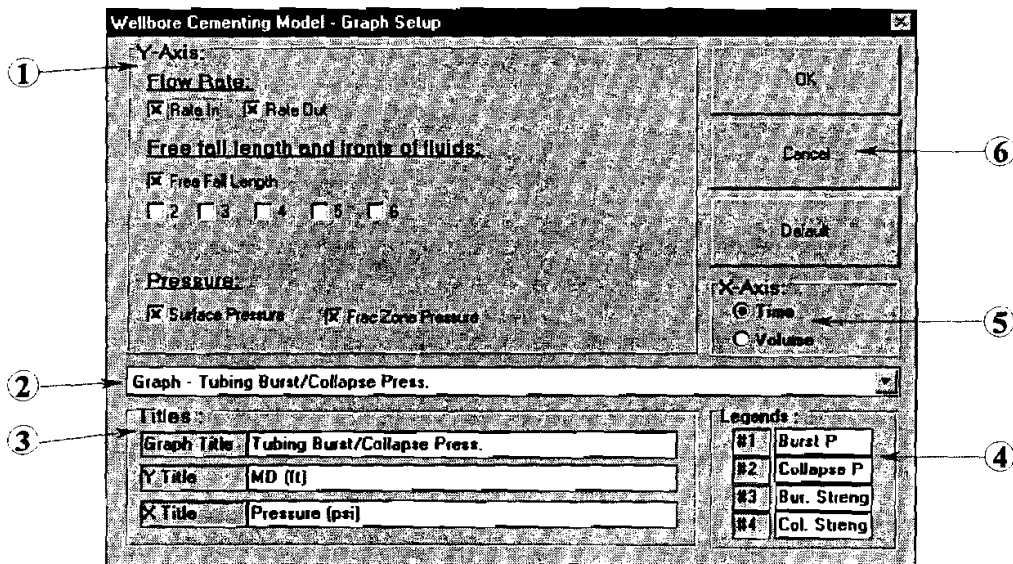 Wellbore Cementing Model - Graph Setup
Y-Axis:
1
Flow Rate:
Rate In Rate Out
OK
Free fall length and fronts of fluids:
Cancel
6
Free Fall Length
2 3 4 5 6
Default
Pressure:
Surface Pressure Frac Zone Pressure
X-Axis:
Time
Volume
5
2
Graph - Tubing Burst/Collapse Press.
Titles :
3
Graph Title Tubing Burst/Collapse Press.
Y Title MD (ft)
X Title Pressure (psi)
Legends :
#1 Burst P
#2 Collapse P
#3 Bur. Streng
#4 Col. Streng
4